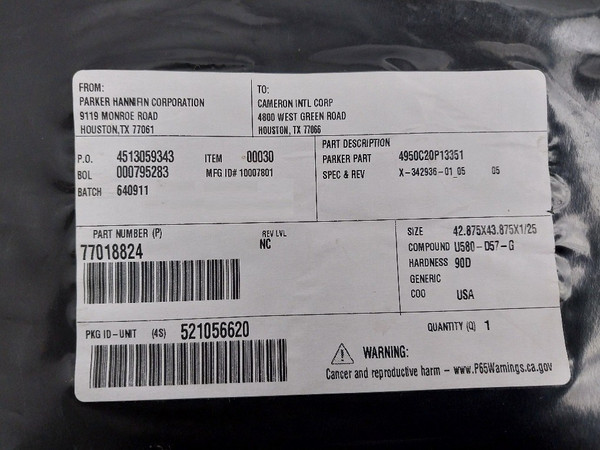 FROM:
PARKER HANNIFIN CORPORATION
9119 MONROE ROAD
HOUSTON,TX 77061
TO:
CAMERON INTL CORP
4800 WEST GREEN ROAD
HOUSTON,TX 77066
P.O. 4513059343 ITEM 00030
BOL 000795283 MFG ID# 10007801
BATCH 640911
PART DESCRIPTION
PARKER PART 4950C20P13351
SPEC & REV X-342936-01_05 05
PART NUMBER (P) REV LVL
77018824 NC
SIZE 42.875X43.875X1/25
COMPOUND U580-D57-G
HARDNESS 90D
GENERIC
COO USA
PKG ID-UNIT (4S) 521056620
QUANTITY (Q) 1
WARNING:
Cancer and reproductive harm - www.P65Warnings.ca.gov